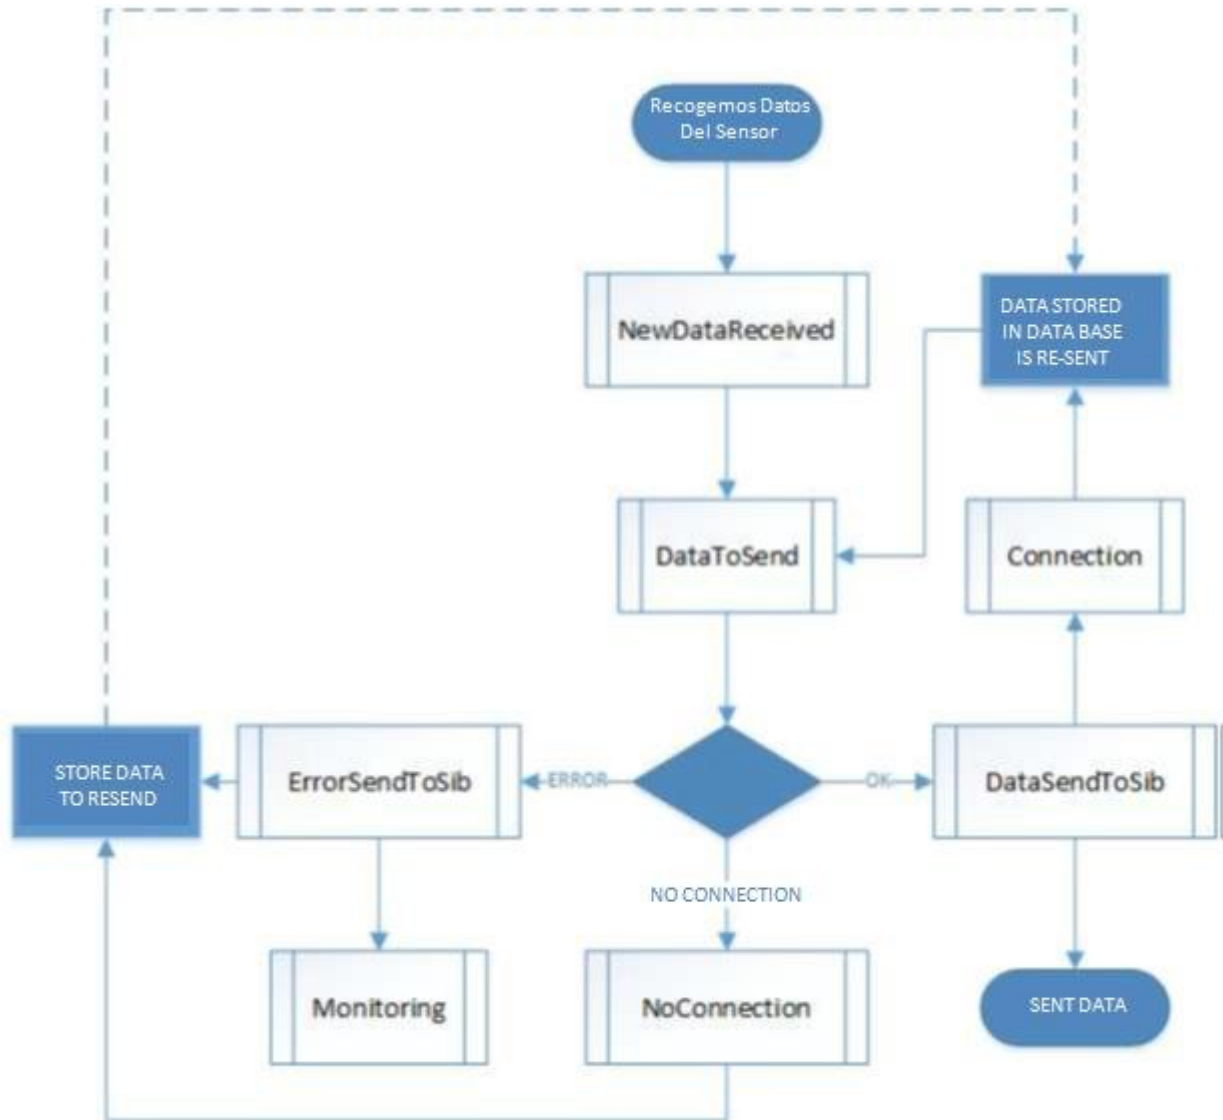 Recogemos Datos
Del Sensor
NewDataReceived
DATA STORED
IN DATA BASE
IS RE-SENT
DataToSend
Connection
STORE DATA
TO RESEND
ErrorSendToSib
ERROR
OK
DataSendToSib
NO CONNECTION
Monitoring
NoConnection
SENT DATA